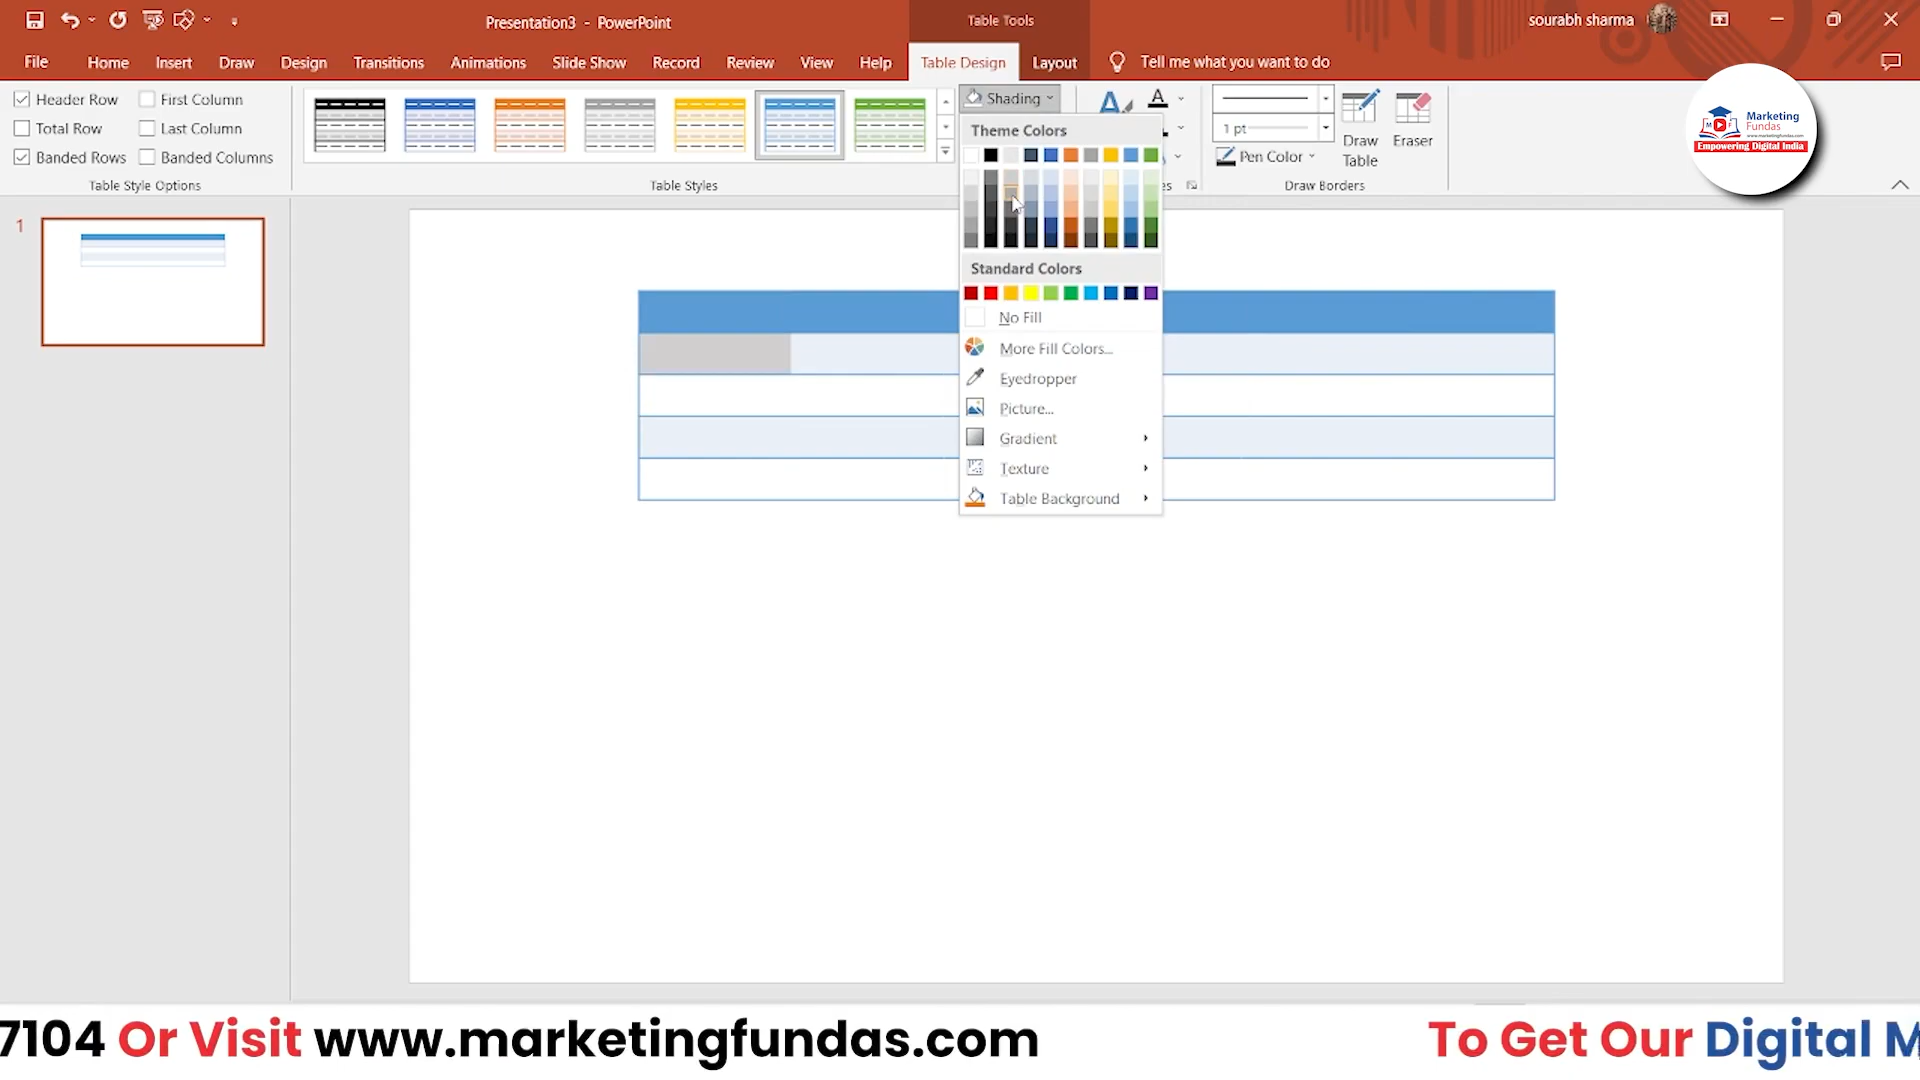 Presentation3 - PowerPoint
Table Tools
sourabh sharma
File Home Insert Draw Design Transitions Animations Slide Show Record Review View Help Table Design Layout Tell me what you want to do
Header Row First Column
Total Row Last Column
Banded Rows Banded Columns
Table Style Options
Table Styles
Shading
1 pt
Pen Color
Draw Table
Eraser
Draw Borders
Marketing
Fundas
www.marketingfundas.com
Empowering Digital India
Theme Colors
Standard Colors
No Fill
More Fill Colors...
Eyedropper
Picture...
Gradient
Texture
Table Background
1
7104 Or Visit www.marketingfundas.com To Get Our Digital M